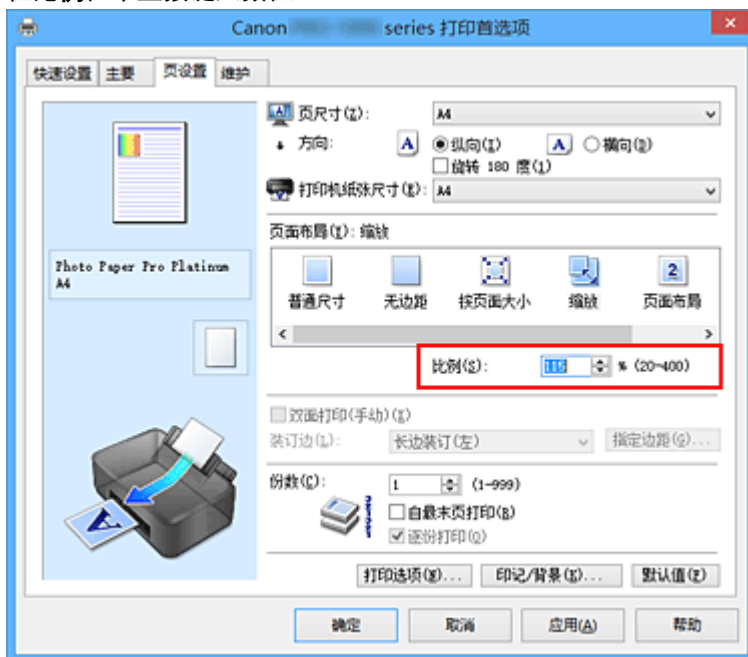 Canon series 打印首选项
快速设置 主要 页设置 维护
页尺寸(Z): A4
方向: A 纵向(I) A 横向(D)
旋转 180 度(1)
打印机纸张尺寸(E): A4
页面布局(Y): 缩放
Photo Paper Pro Platinum
A4
普通尺寸 无边距 按页面大小 缩放 2 页面布局
比例(S): 115 % (20-400)
双面打印(手动)(X)
装订边(L): 长边装订(左) 指定边距(G)...
份数(C): 1 (1-999)
自最末页打印(B)
逐份打印(O)
打印选项(N)... 印记/背景(K)... 默认值(F)
确定 取消 应用(A) 帮助